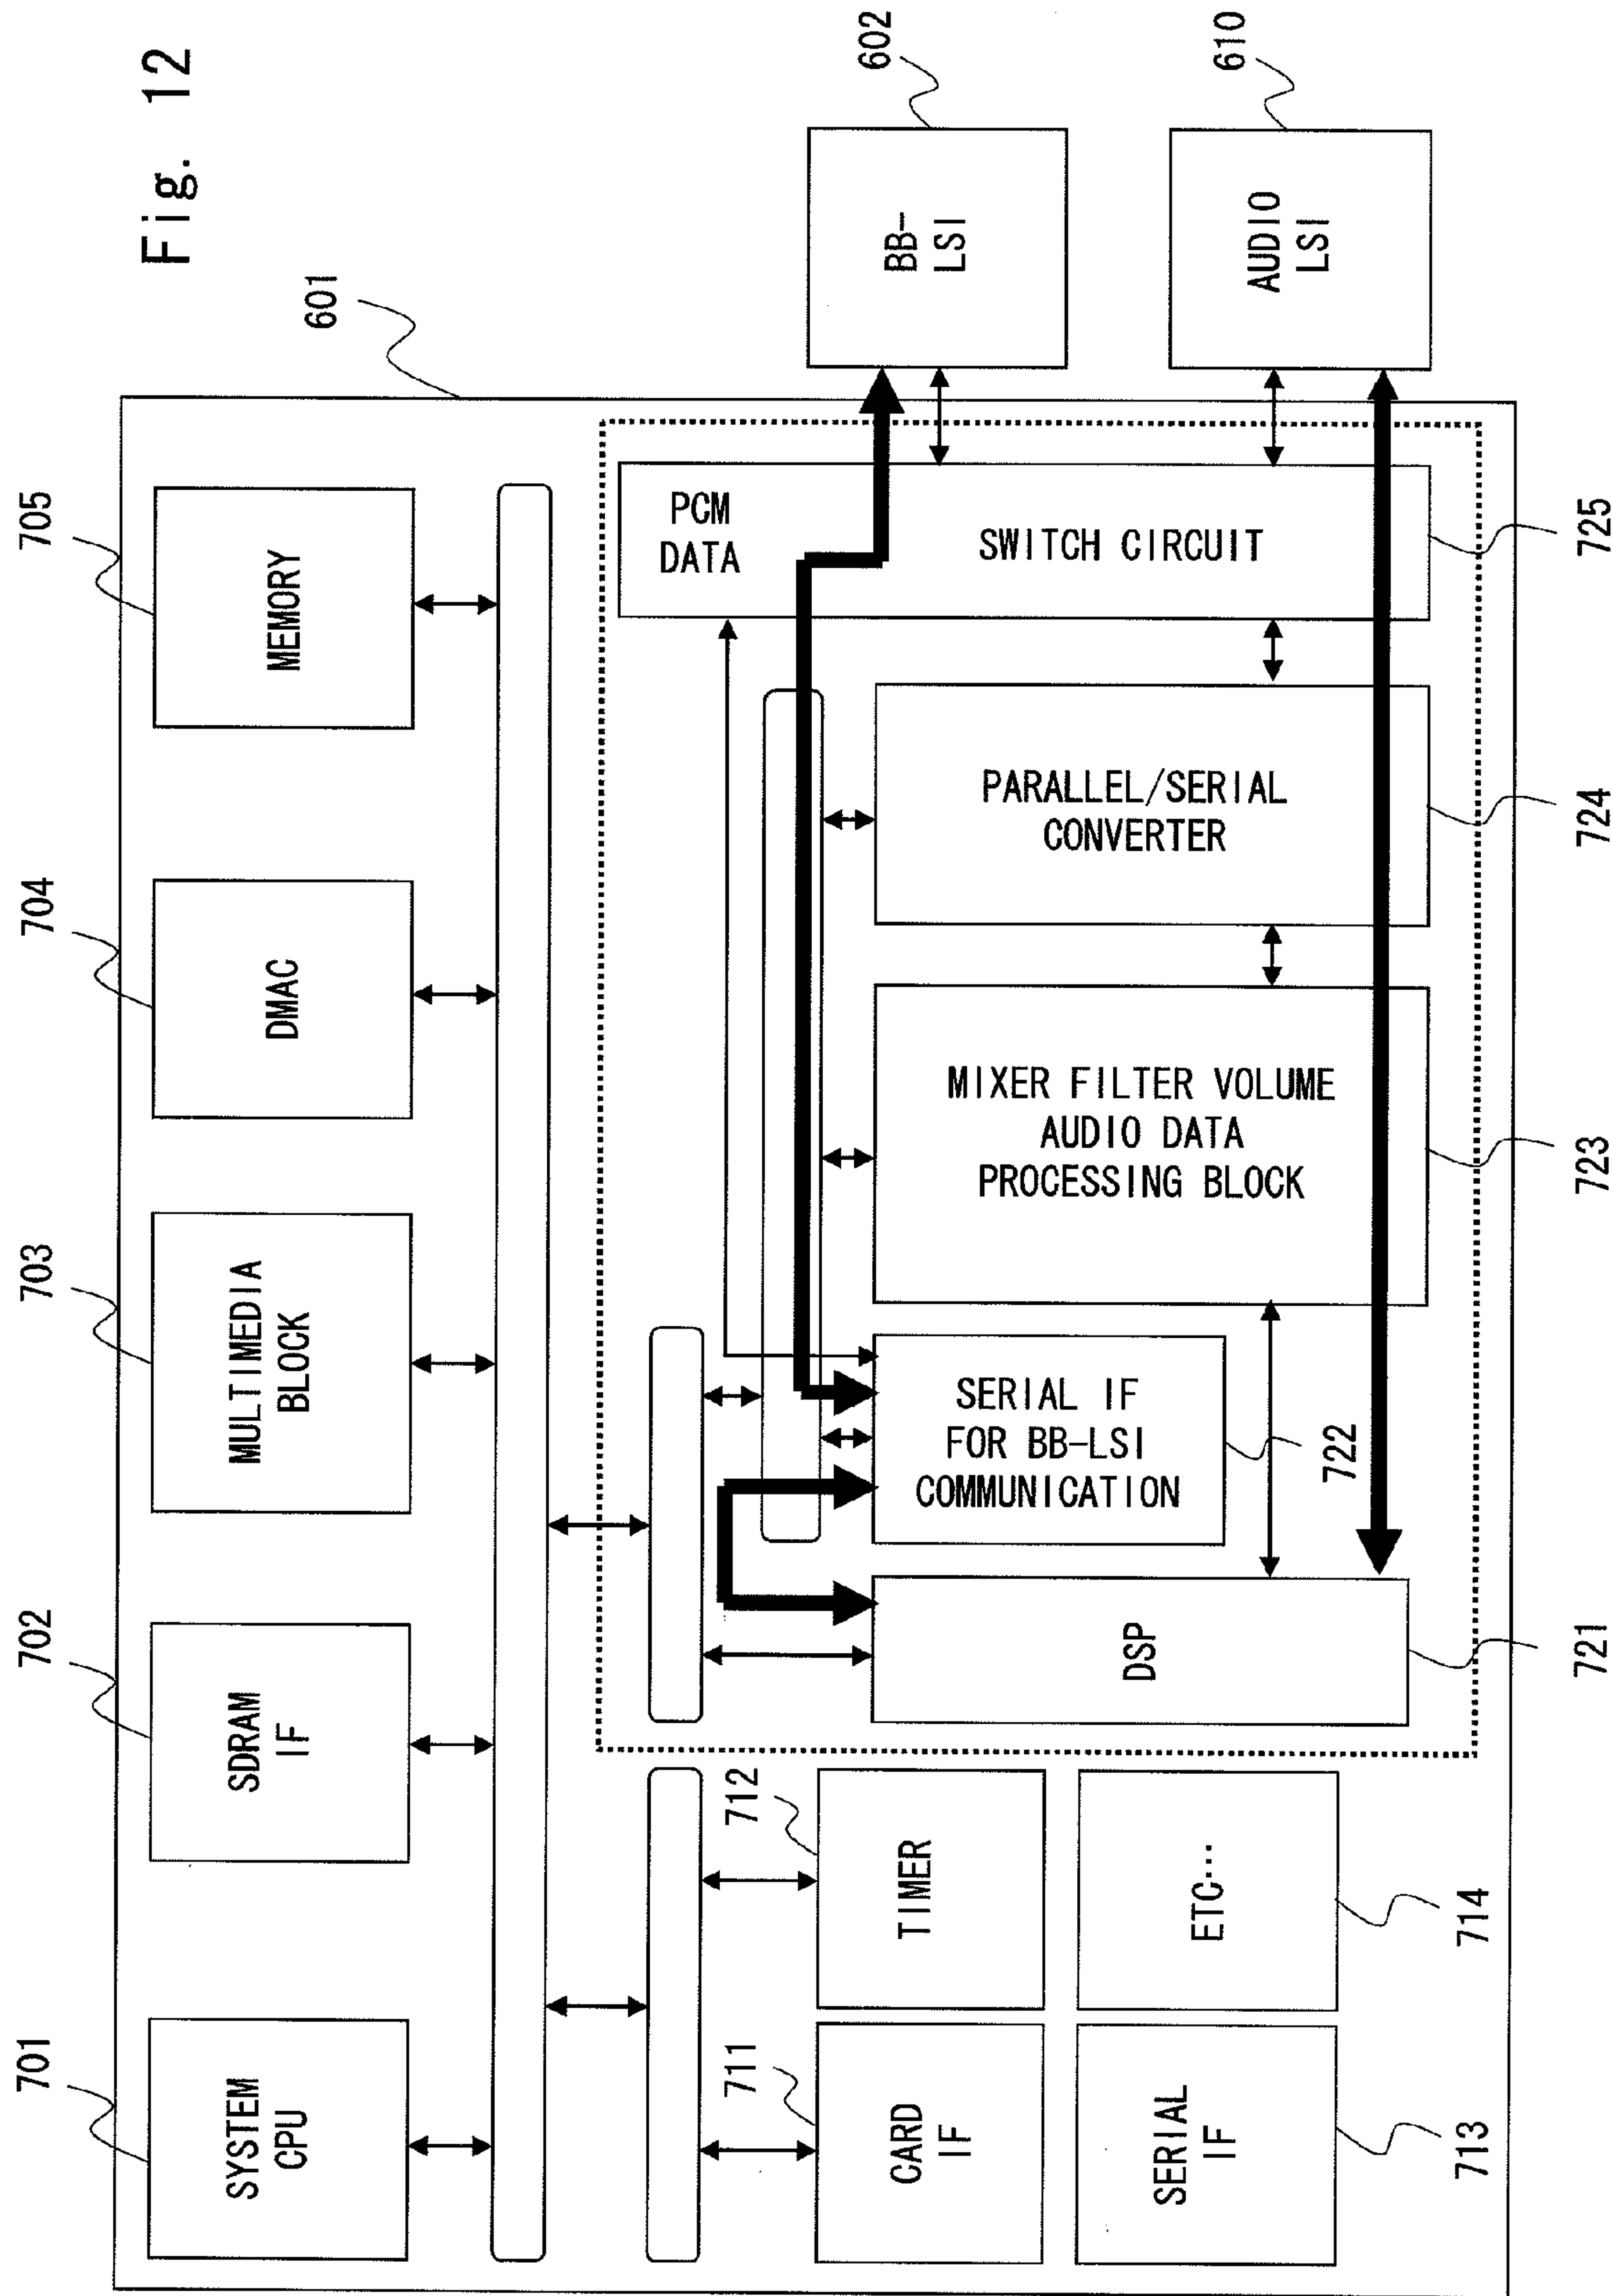 Fig. 12
601
701
702
703
704
705
SYSTEM
CPU
SDRAM
IF
MULTIMEDIA
BLOCK
DMAC
MEMORY
711
712
CARD
IF
TIMER
SERIAL
IF
ETC…
713
714
DSP
SERIAL IF
FOR BB-LSI
COMMUNICATION
722
MIXER FILTER VOLUME
AUDIO DATA
PROCESSING BLOCK
PARALLEL/SERIAL
CONVERTER
PCM
DATA
SWITCH CIRCUIT
721
723
724
725
BB-
LSI
602
AUDIO
LSI
610